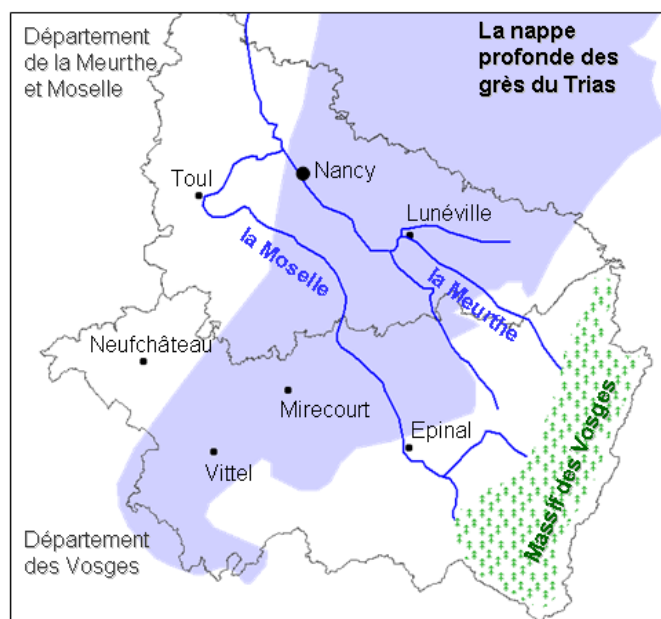 Département
de la Meurthe
et Moselle
La nappe
profonde des
grès du Trias
Toul
Nancy
Lunéville
la Moselle
la Meurthe
Neufchâteau
Mirecourt
Epinal
Vittel
Massif des Vosges
Département
des Vosges